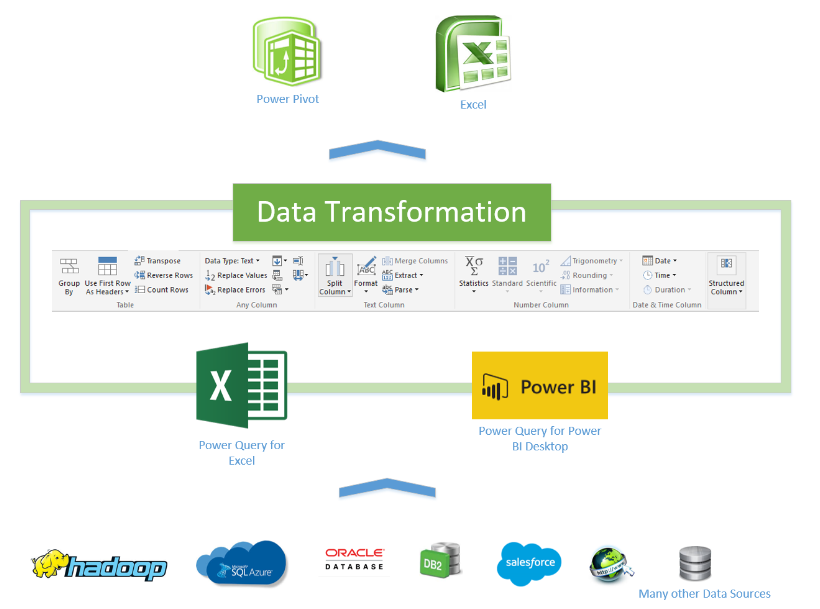 Power Pivot
Excel
Data Transformation
Transpose
Reverse Rows
Count Rows
Group
By
Use First Row
As Headers
Table
Data Type: Text
Replace Values
Replace Errors
Any Column
Split
Column
Format
Merge Columns
Extract
Parse
Text Column
Statistics
Standard
Scientific
Trigonometry
Rounding
Information
Number Column
Date
Time
Duration
Date & Time Column
Structured
Column
X
Power BI
Power Query for
Excel
Power Query for Power
BI Desktop
hadoop
Microsoft
SQL Azure
ORACLE
DATABASE
DB2
salesforce
Many other Data Sources